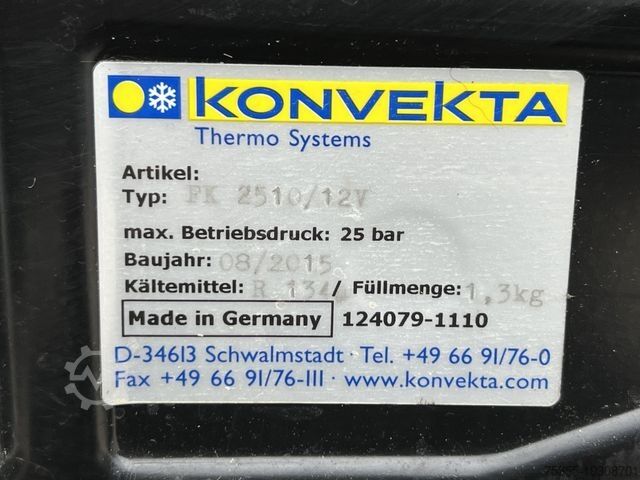 KONVEKTA
Thermo Systems
Artikel:
Typ: FK 2510/12V
max. Betriebsdruck: 25 bar
Baujahr: 08/2015
Kältemittel: R 134a / Füllmenge: 1,3kg
Made in Germany 124079-1110
D-34613 Schwalmstadt · Tel. +49 66 91/76-0
Fax +49 66 91/76-111 · www.konvekta.com